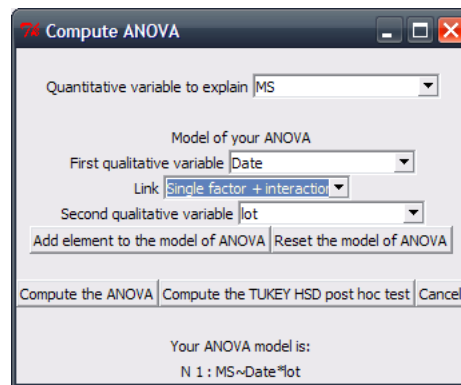 Compute ANOVA
Quantitative variable to explain MS
Model of your ANOVA
First qualitative variable Date
Link Single factor + interaction
Second qualitative variable lot
Add element to the model of ANOVA Reset the model of ANOVA
Compute the ANOVA Compute the TUKEY HSD post hoc test Cancel
Your ANOVA model is:
N 1 : MS~Date*lot